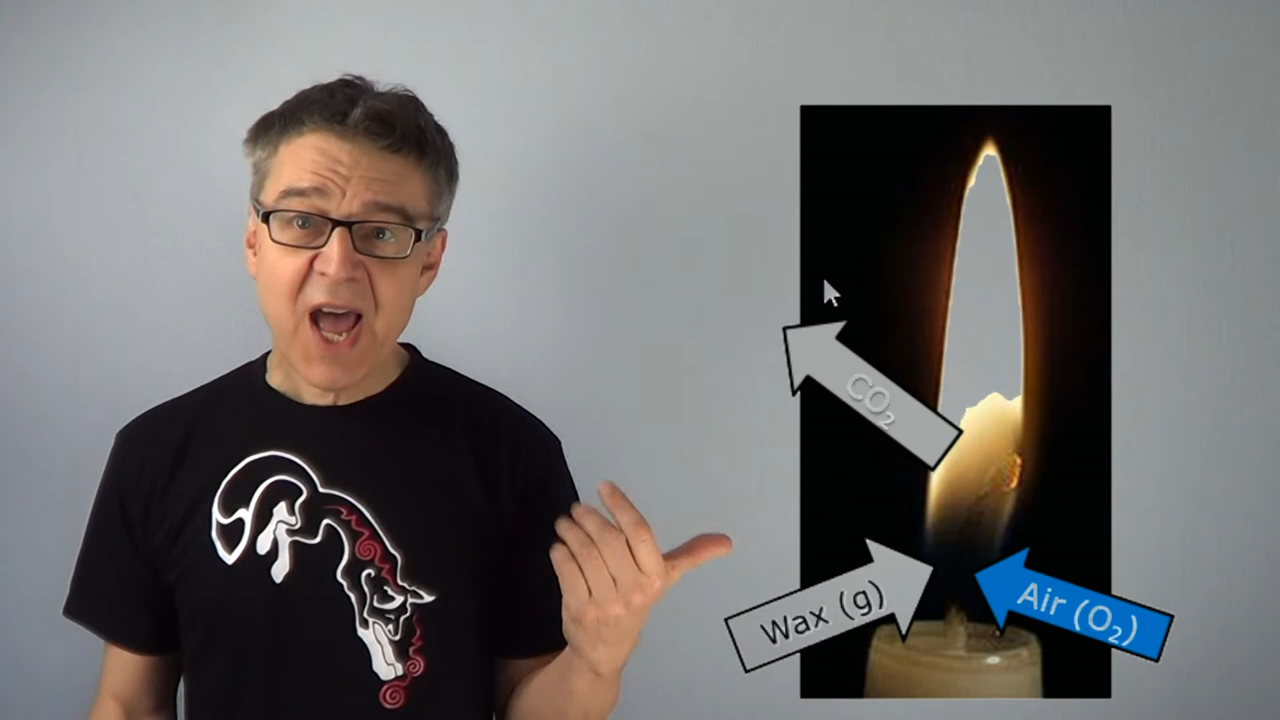 CO₂
Wax (g)
Air (O₂)